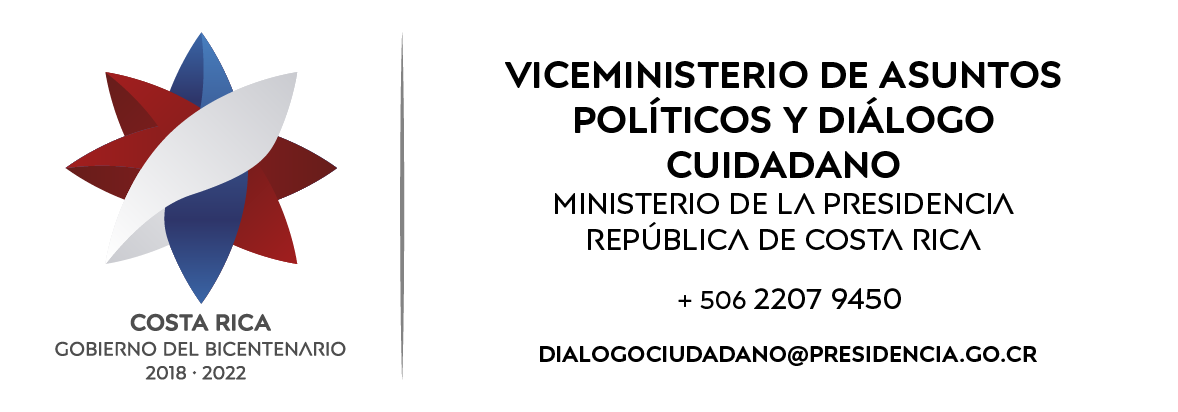 COSTA RICA
GOBIERNO DEL BICENTENARIO
2018 · 2022
VICEMINISTERIO DE ASUNTOS
POLÍTICOS Y DIÁLOGO
CUIDADANO
MINISTERIO DE LA PRESIDENCIA
REPÚBLICA DE COSTA RICA
+ 506 2207 9450
DIALOGOCIUDADANO@PRESIDENCIA.GO.CR